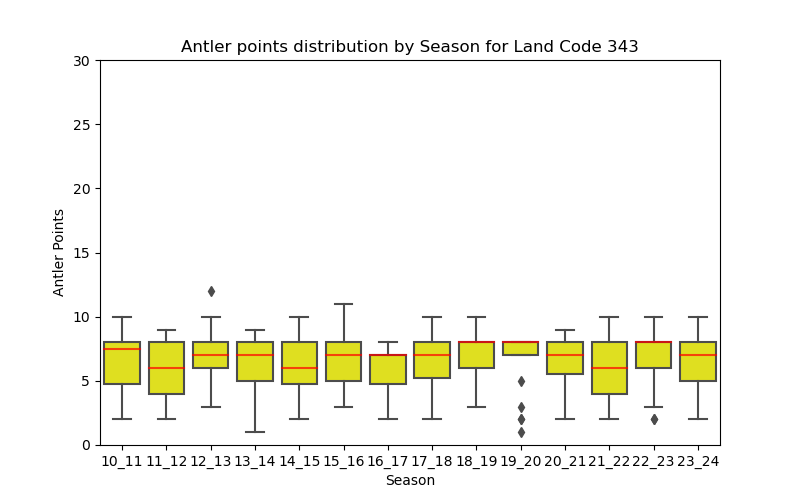 Antler points distribution by Season for Land Code 343
30
25
20
15
10
5
0
Antler Points
10_11 11_12 12_13 13_14 14_15 15_16 16_17 17_18 18_19 19_20 20_21 21_22 22_23 23_24
Season